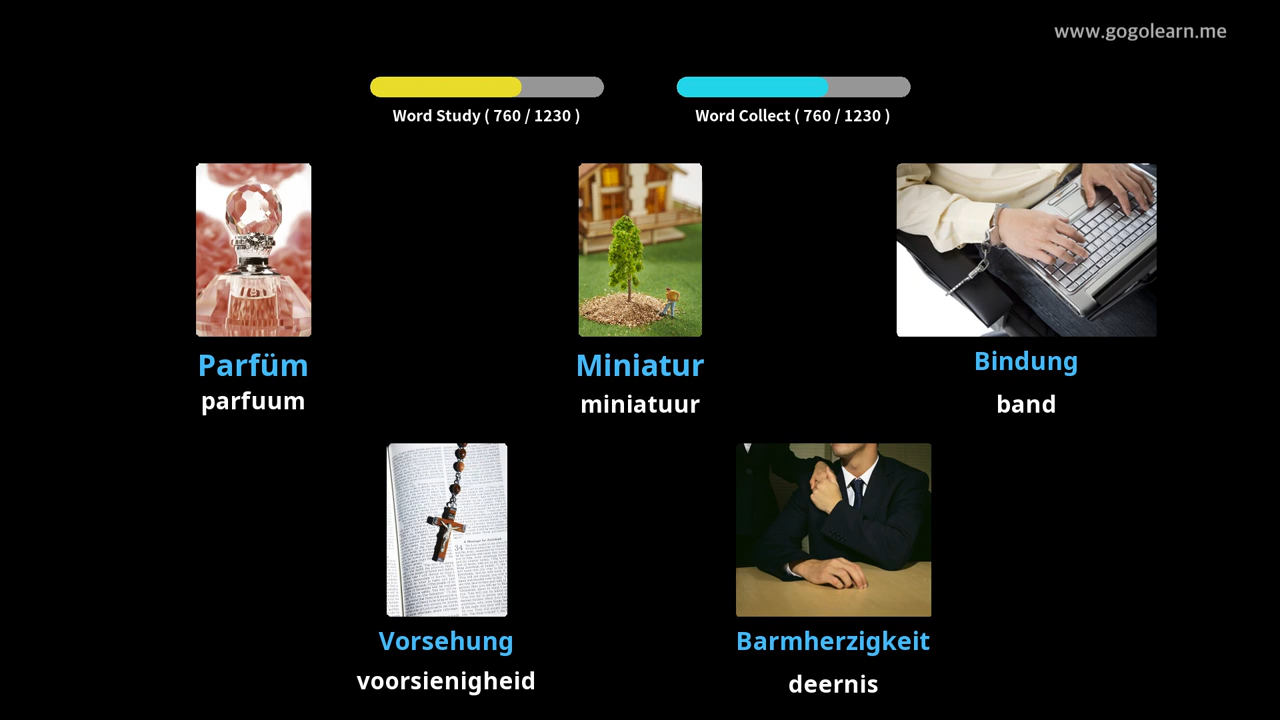 www.gogolearn.me
Word Study ( 760 / 1230 )
Word Collect ( 760 / 1230 )
Parfüm
parfuum
Miniatur
miniatuur
Bindung
band
Vorsehung
voorsienigheid
Barmherzigkeit
deernis
34